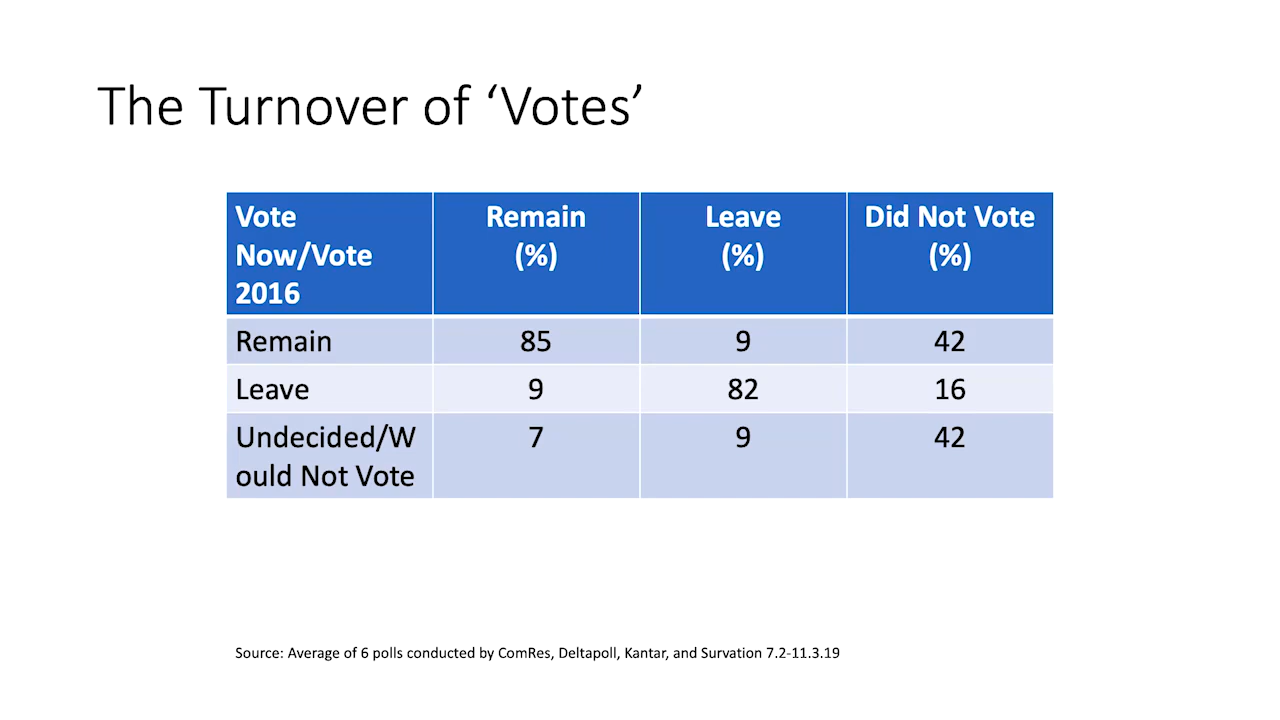 The Turnover of ‘Votes’
Vote Now/Vote 2016 Remain (%) Leave (%) Did Not Vote (%)
Remain 85 9 42
Leave 9 82 16
Undecided/Would Not Vote 7 9 42
Source: Average of 6 polls conducted by ComRes, Deltapoll, Kantar, and Survation 7.2-11.3.19